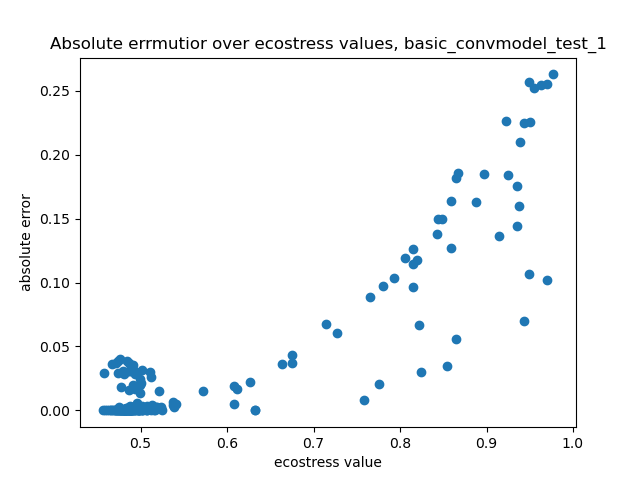 Absolute errmutior over ecostress values, basic_convmodel_test_1
0.25
0.20
0.15
0.10
0.05
0.00
absolute error
0.5 0.6 0.7 0.8 0.9 1.0
ecostress value